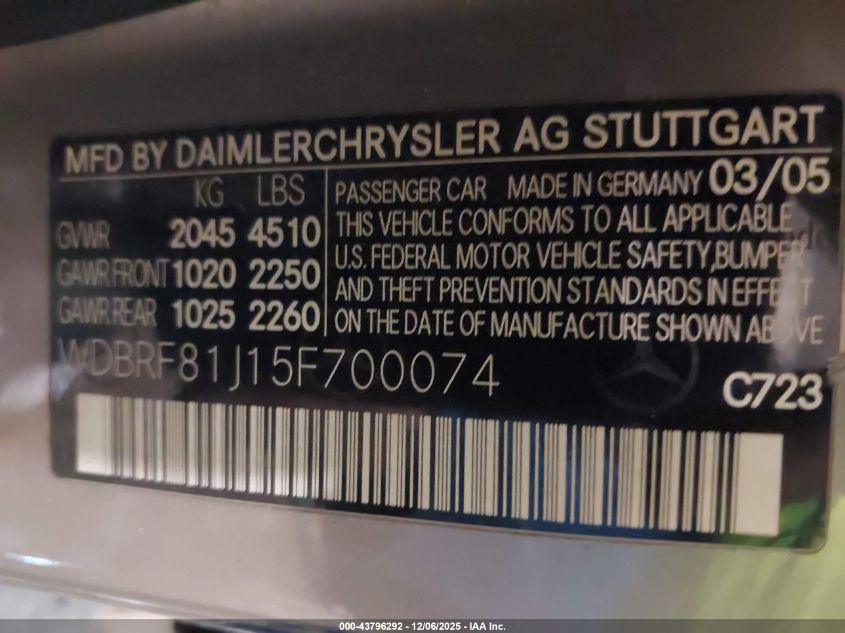 MFD BY DAIMLERCHRYSLER AG STUTTGART
KG LBS
GVWR 2045 4510
GAWR FRONT 1020 2250
GAWR REAR 1025 2260
PASSENGER CAR MADE IN GERMANY 03/05
THIS VEHICLE CONFORMS TO ALL APPLICABLE
U.S. FEDERAL MOTOR VEHICLE SAFETY, BUMPER
AND THEFT PREVENTION STANDARDS IN EFFECT
ON THE DATE OF MANUFACTURE SHOWN ABOVE
WDBRF81J15F700074
C723
000-43796292 | 12/06/2025 - IAA Inc.